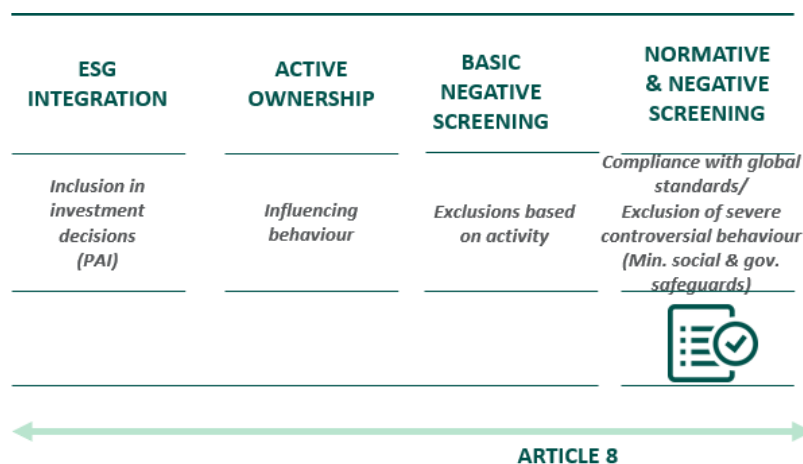 ESG
INTEGRATION
ACTIVE
OWNERSHIP
BASIC
NEGATIVE
SCREENING
NORMATIVE
& NEGATIVE
SCREENING
Inclusion in
investment
decisions
(PAI)
Influencing
behaviour
Exclusions based
on activity
Compliance with global
standards/
Exclusion of severe
controversial behaviour
(Min. social & gov.
safeguards)
ARTICLE 8